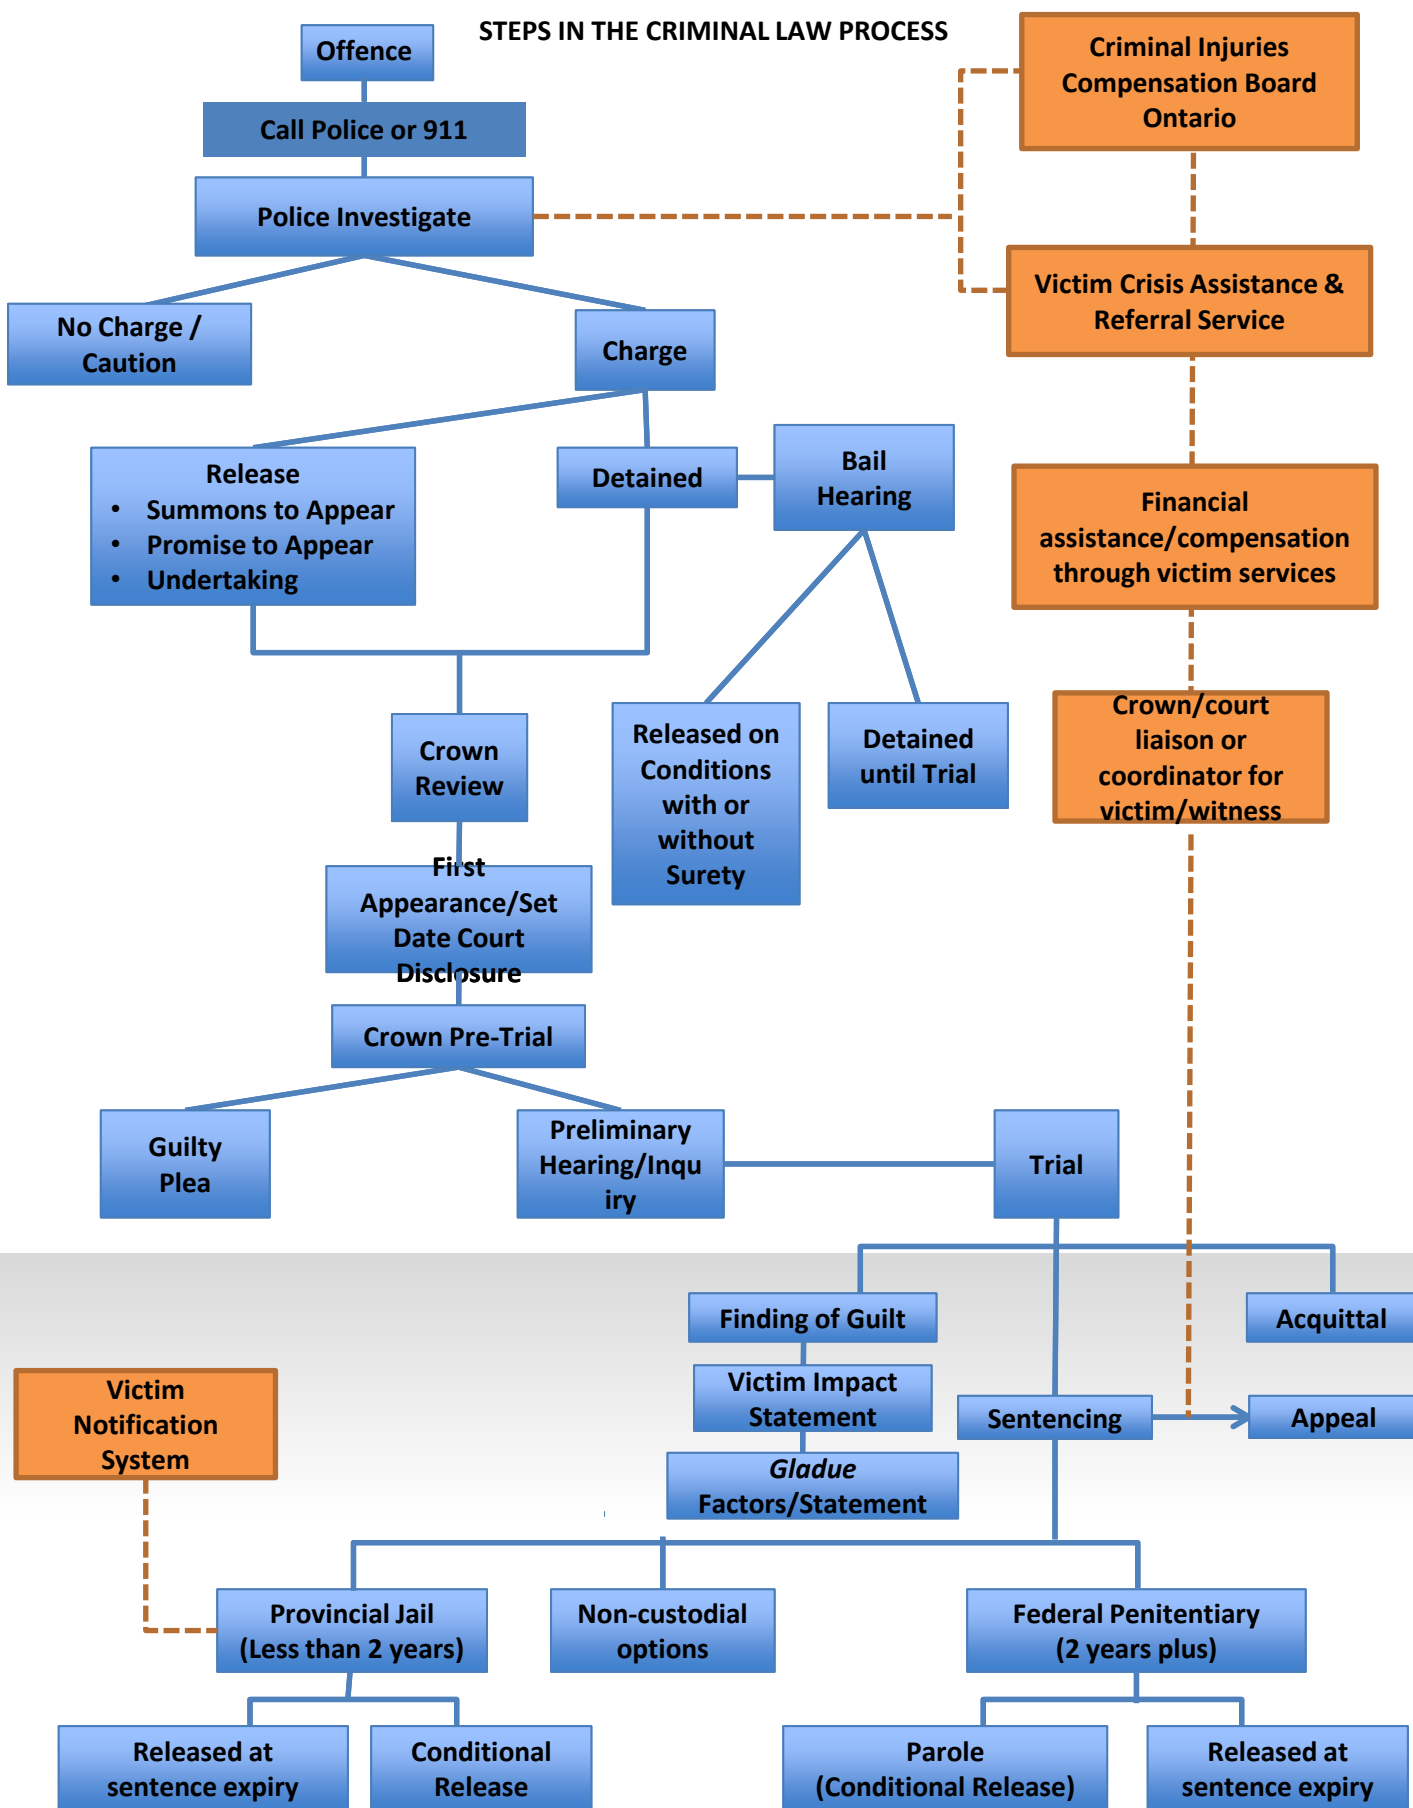 STEPS IN THE CRIMINAL LAW PROCESS
Offence
Criminal Injuries
Compensation Board
Ontario
Call Police or 911
Police Investigate
Victim Crisis Assistance &
Referral Service
No Charge /
Caution
Charge
Release
• Summons to Appear
• Promise to Appear
• Undertaking
Detained
Bail
Hearing
Financial
assistance/compensation
through victim services
Crown
Review
Released on
Conditions
with or
without
Surety
Detained
until Trial
Crown/court
liaison or
coordinator for
victim/witness
First
Appearance/Set
Date Court
Disclosure
Crown Pre-Trial
Guilty
Plea
Preliminary
Hearing/Inqu
iry
Trial
Finding of Guilt
Acquittal
Victim Impact
Statement
Sentencing
Appeal
Victim
Notification
System
Gladue
Factors/Statement
Provincial Jail
(Less than 2 years)
Non-custodial
options
Federal Penitentiary
(2 years plus)
Released at
sentence expiry
Conditional
Release
Parole
(Conditional Release)
Released at
sentence expiry